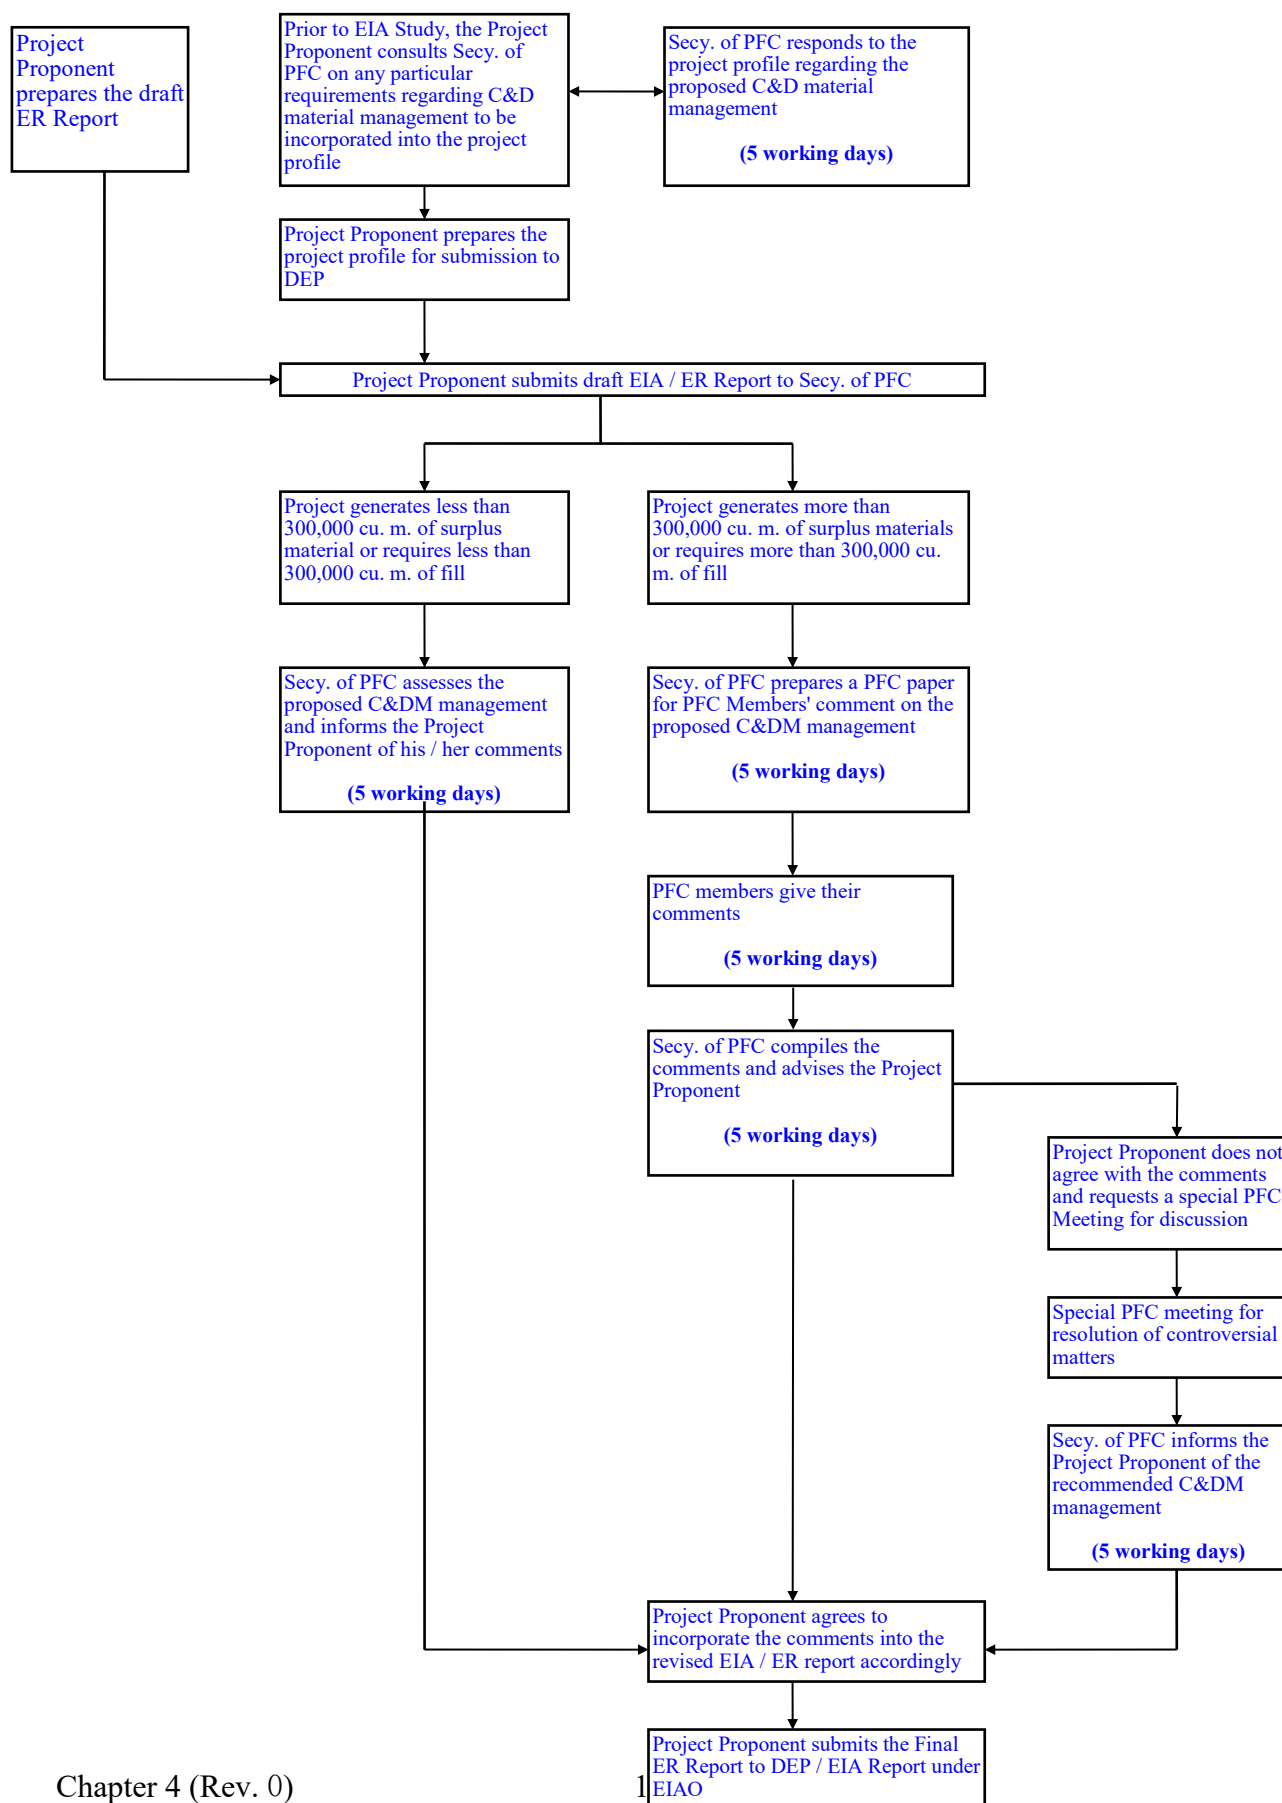 Project
Proponent
prepares the draft
ER Report
Prior to EIA Study, the Project
Proponent consults Secy. of
PFC on any particular
requirements regarding C&D
material management to be
incorporated into the project
profile
Secy. of PFC responds to the
project profile regarding the
proposed C&D material
management
(5 working days)
Project Proponent prepares the
project profile for submission to
DEP
Project Proponent submits draft EIA / ER Report to Secy. of PFC
Project generates less than
300,000 cu. m. of surplus
material or requires less than
300,000 cu. m. of fill
Project generates more than
300,000 cu. m. of surplus materials
or requires more than 300,000 cu.
m. of fill
Secy. of PFC assesses the
proposed C&DM management
and informs the Project
Proponent of his / her comments
(5 working days)
Secy. of PFC prepares a PFC paper
for PFC Members' comment on the
proposed C&DM management
(5 working days)
PFC members give their
comments
(5 working days)
Secy. of PFC compiles the
comments and advises the Project
Proponent
(5 working days)
Project Proponent does not
agree with the comments
and requests a special PFC
Meeting for discussion
Special PFC meeting for
resolution of controversial
matters
Secy. of PFC informs the
Project Proponent of the
recommended C&DM
management
(5 working days)
Project Proponent agrees to
incorporate the comments into the
revised EIA / ER report accordingly
Project Proponent submits the Final
ER Report to DEP / EIA Report under
EIAO
Chapter 4 (Rev. 0)
1